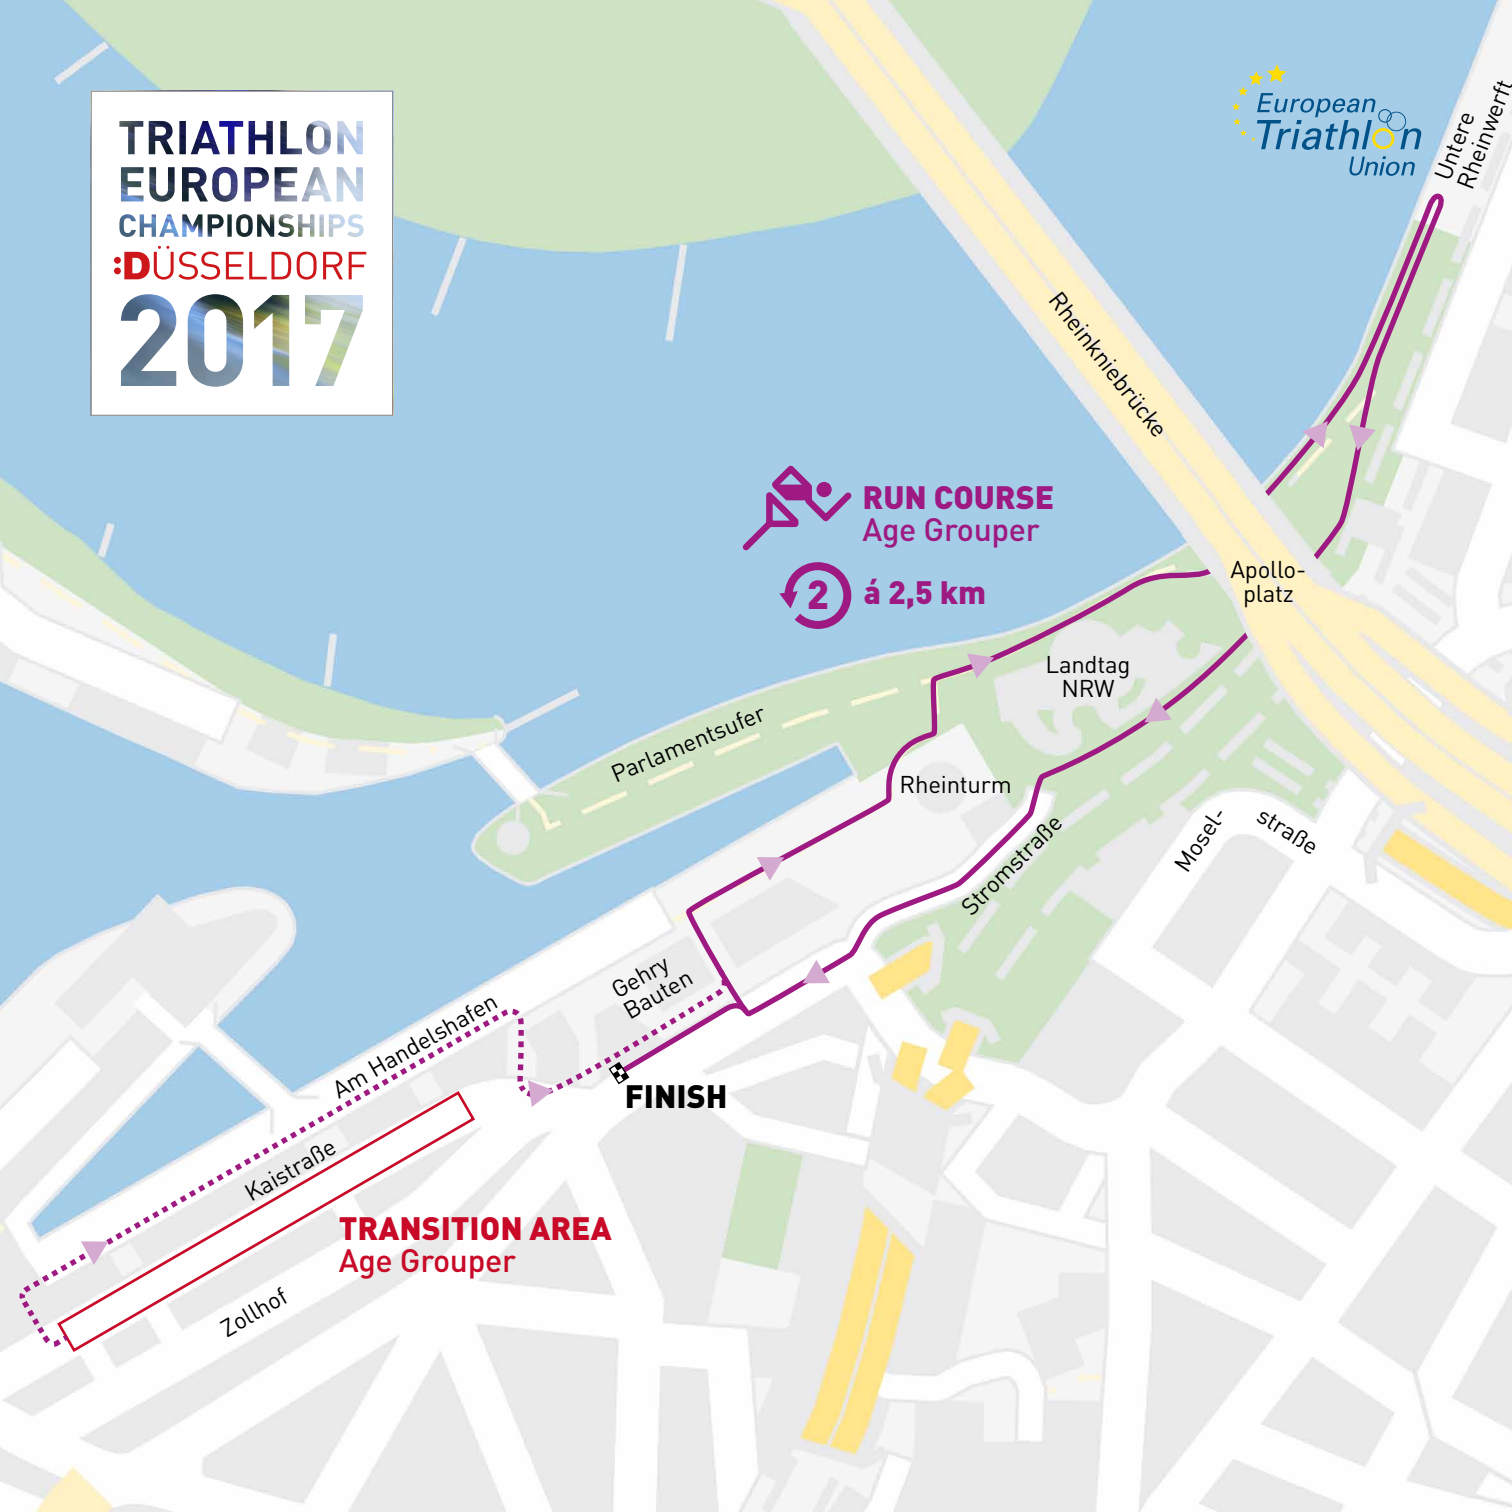 TRIATHLON
EUROPEAN
CHAMPIONSHIPS
:DÜSSELDORF
2017
European
Triathlon
Union
Untere
Rheinwerft
Rheinkniebrücke
RUN COURSE
Age Grouper
2 á 2,5 km
Apollo-
platz
Landtag
NRW
Parlamentsufer
Rheinturm
Mosel-
straße
Stromstraße
Gehry
Bauten
Am Handelshafen
FINISH
Kaistraße
TRANSITION AREA
Age Grouper
Zollhof